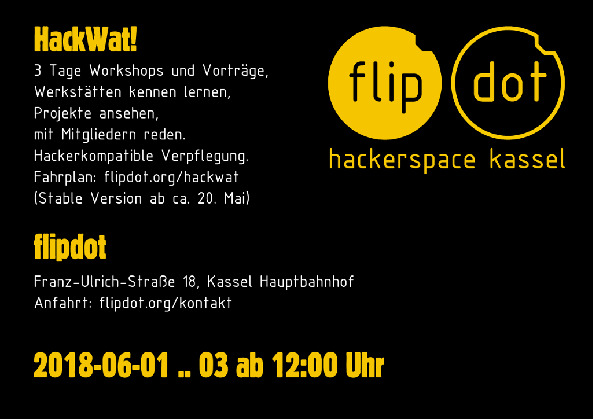 HackWat!
3 Tage Workshops und Vorträge,
Werkstätten kennen lernen,
Projekte ansehen,
mit Mitgliedern reden.
Hackerkompatible Verpflegung.
Fahrplan: flipdot.org/hackwat
(Stable Version ab ca. 20. Mai)
flip dot
hackerspace kassel
flipdot
Franz-Ulrich-Straße 18, Kassel Hauptbahnhof
Anfahrt: flipdot.org/kontakt
2018-06-01 .. 03 ab 12:00 Uhr